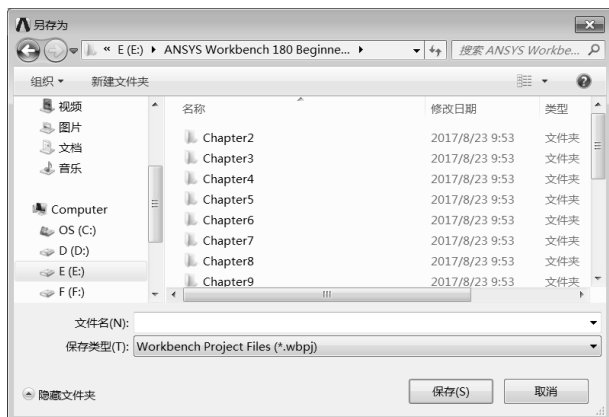 另存为
« E (E:) ▸ ANSYS Workbench 180 Beginne... ▸
搜索 ANSYS Workbe...
组织 新建文件夹
视频
图片
文档
音乐
Computer
OS (C:)
D (D:)
E (E:)
F (F:)
名称 修改日期 类型
Chapter2 2017/8/23 9:53 文件夹
Chapter3 2017/8/23 9:53 文件夹
Chapter4 2017/8/23 9:53 文件夹
Chapter5 2017/8/23 9:53 文件夹
Chapter6 2017/8/23 9:53 文件夹
Chapter7 2017/8/23 9:53 文件夹
Chapter8 2017/8/23 9:53 文件夹
Chapter9 2017/8/23 9:53 文件夹
文件名(N):
保存类型(T): Workbench Project Files (*.wbpj)
隐藏文件夹 保存(S) 取消